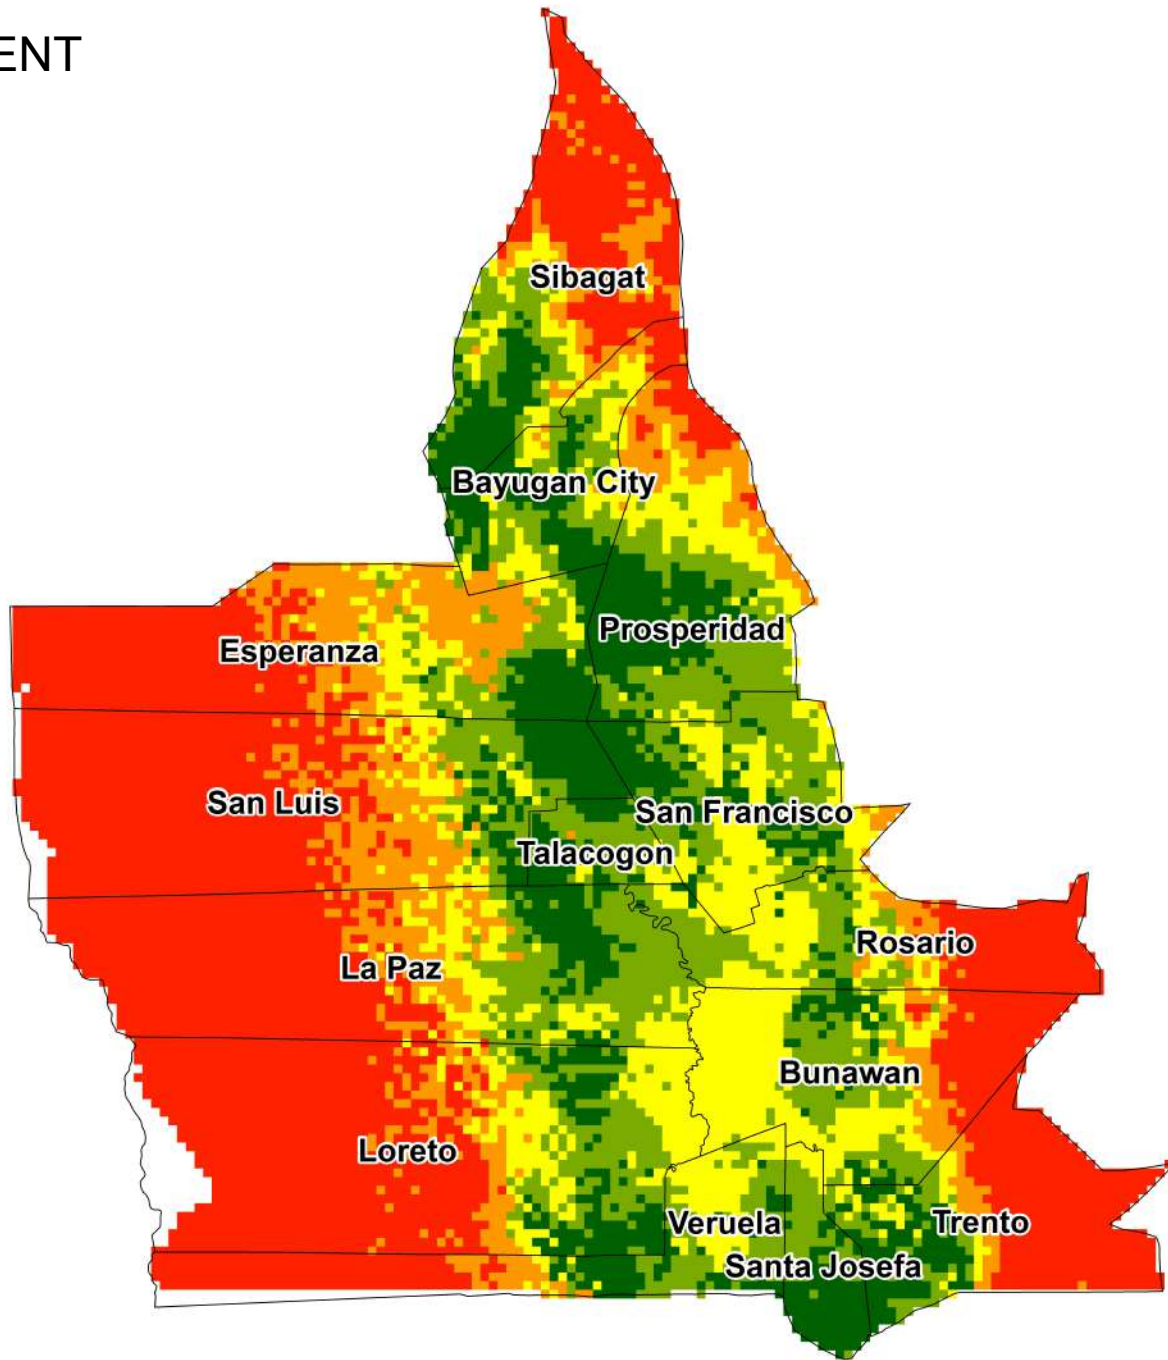 ENT
Sibagat
Bayugan City
Prosperidad
Esperanza
San Luis
San Francisco
Talacogon
Rosario
La Paz
Bunawan
Loreto
Veruela
Trento
Santa Josefa